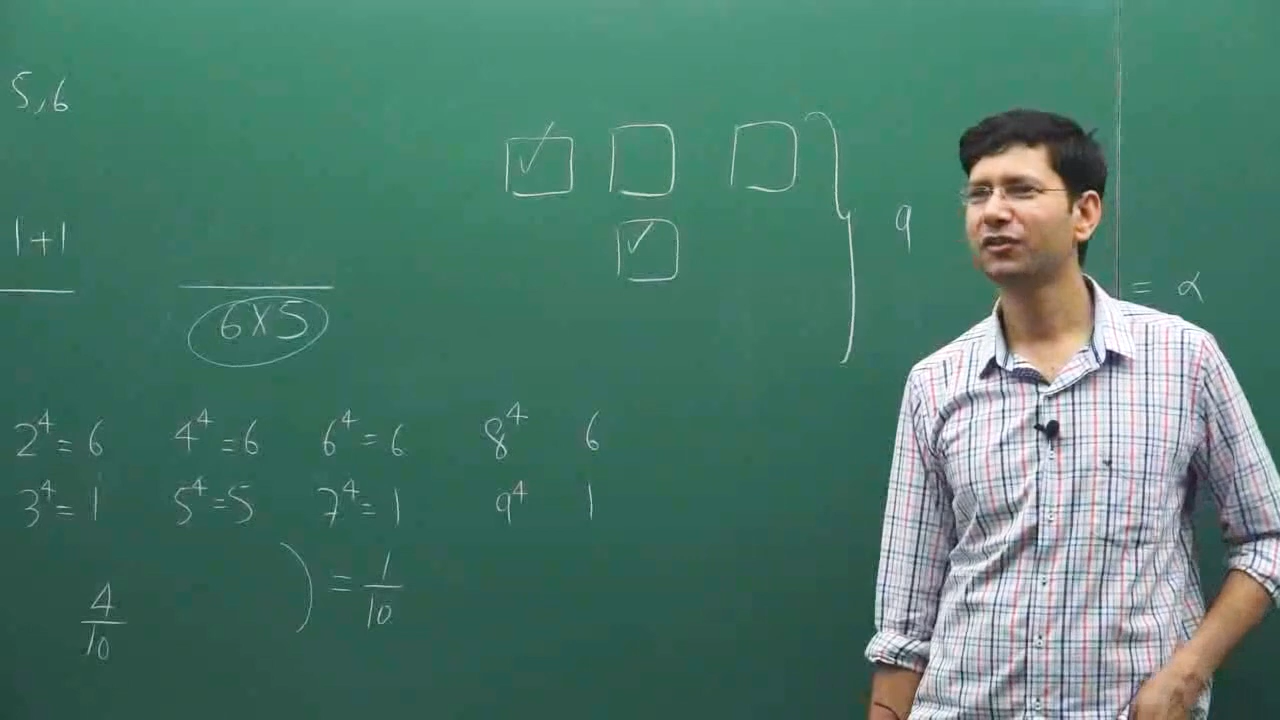 5,6
1+1
6×5
9
= α
2⁴=6 4⁴=6 6⁴=6 8⁴ 6
3⁴=1 5⁴=5 7⁴=1 9⁴ 1
4/10 ) = 1/10